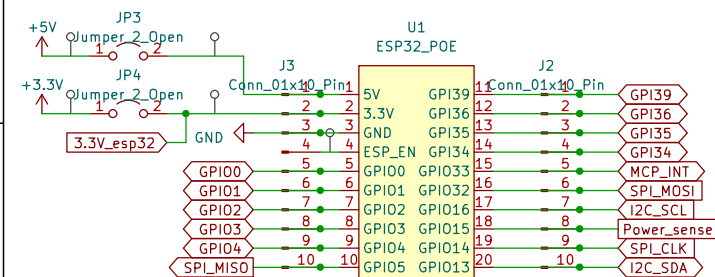 JP3
+5V
Jumper_2_Open
1 2
U1
ESP32_POE
JP4
+3.3V
Jumper_2_Open
1 2
3.3V_esp32
GND
J3
Conn_01x10_Pin
J2
Conn_01x10_Pin
1 1 5V GPI39 11 1 GPI39
2 2 3.3V GPI36 12 2 GPI36
3 3 GND GPI35 13 3 GPI35
4 4 ESP_EN GPI34 14 4 GPI34
GPIO0 5 5 GPIO0 GPIO33 15 5 MCP_INT
GPIO1 6 6 GPIO1 GPIO32 16 6 SPI_MOSI
GPIO2 7 7 GPIO2 GPIO16 17 7 I2C_SCL
GPIO3 8 8 GPIO3 GPIO15 18 8 Power_sense
GPIO4 9 9 GPIO4 GPIO14 19 9 SPI_CLK
SPI_MISO 10 10 GPIO5 GPIO13 20 10 I2C_SDA